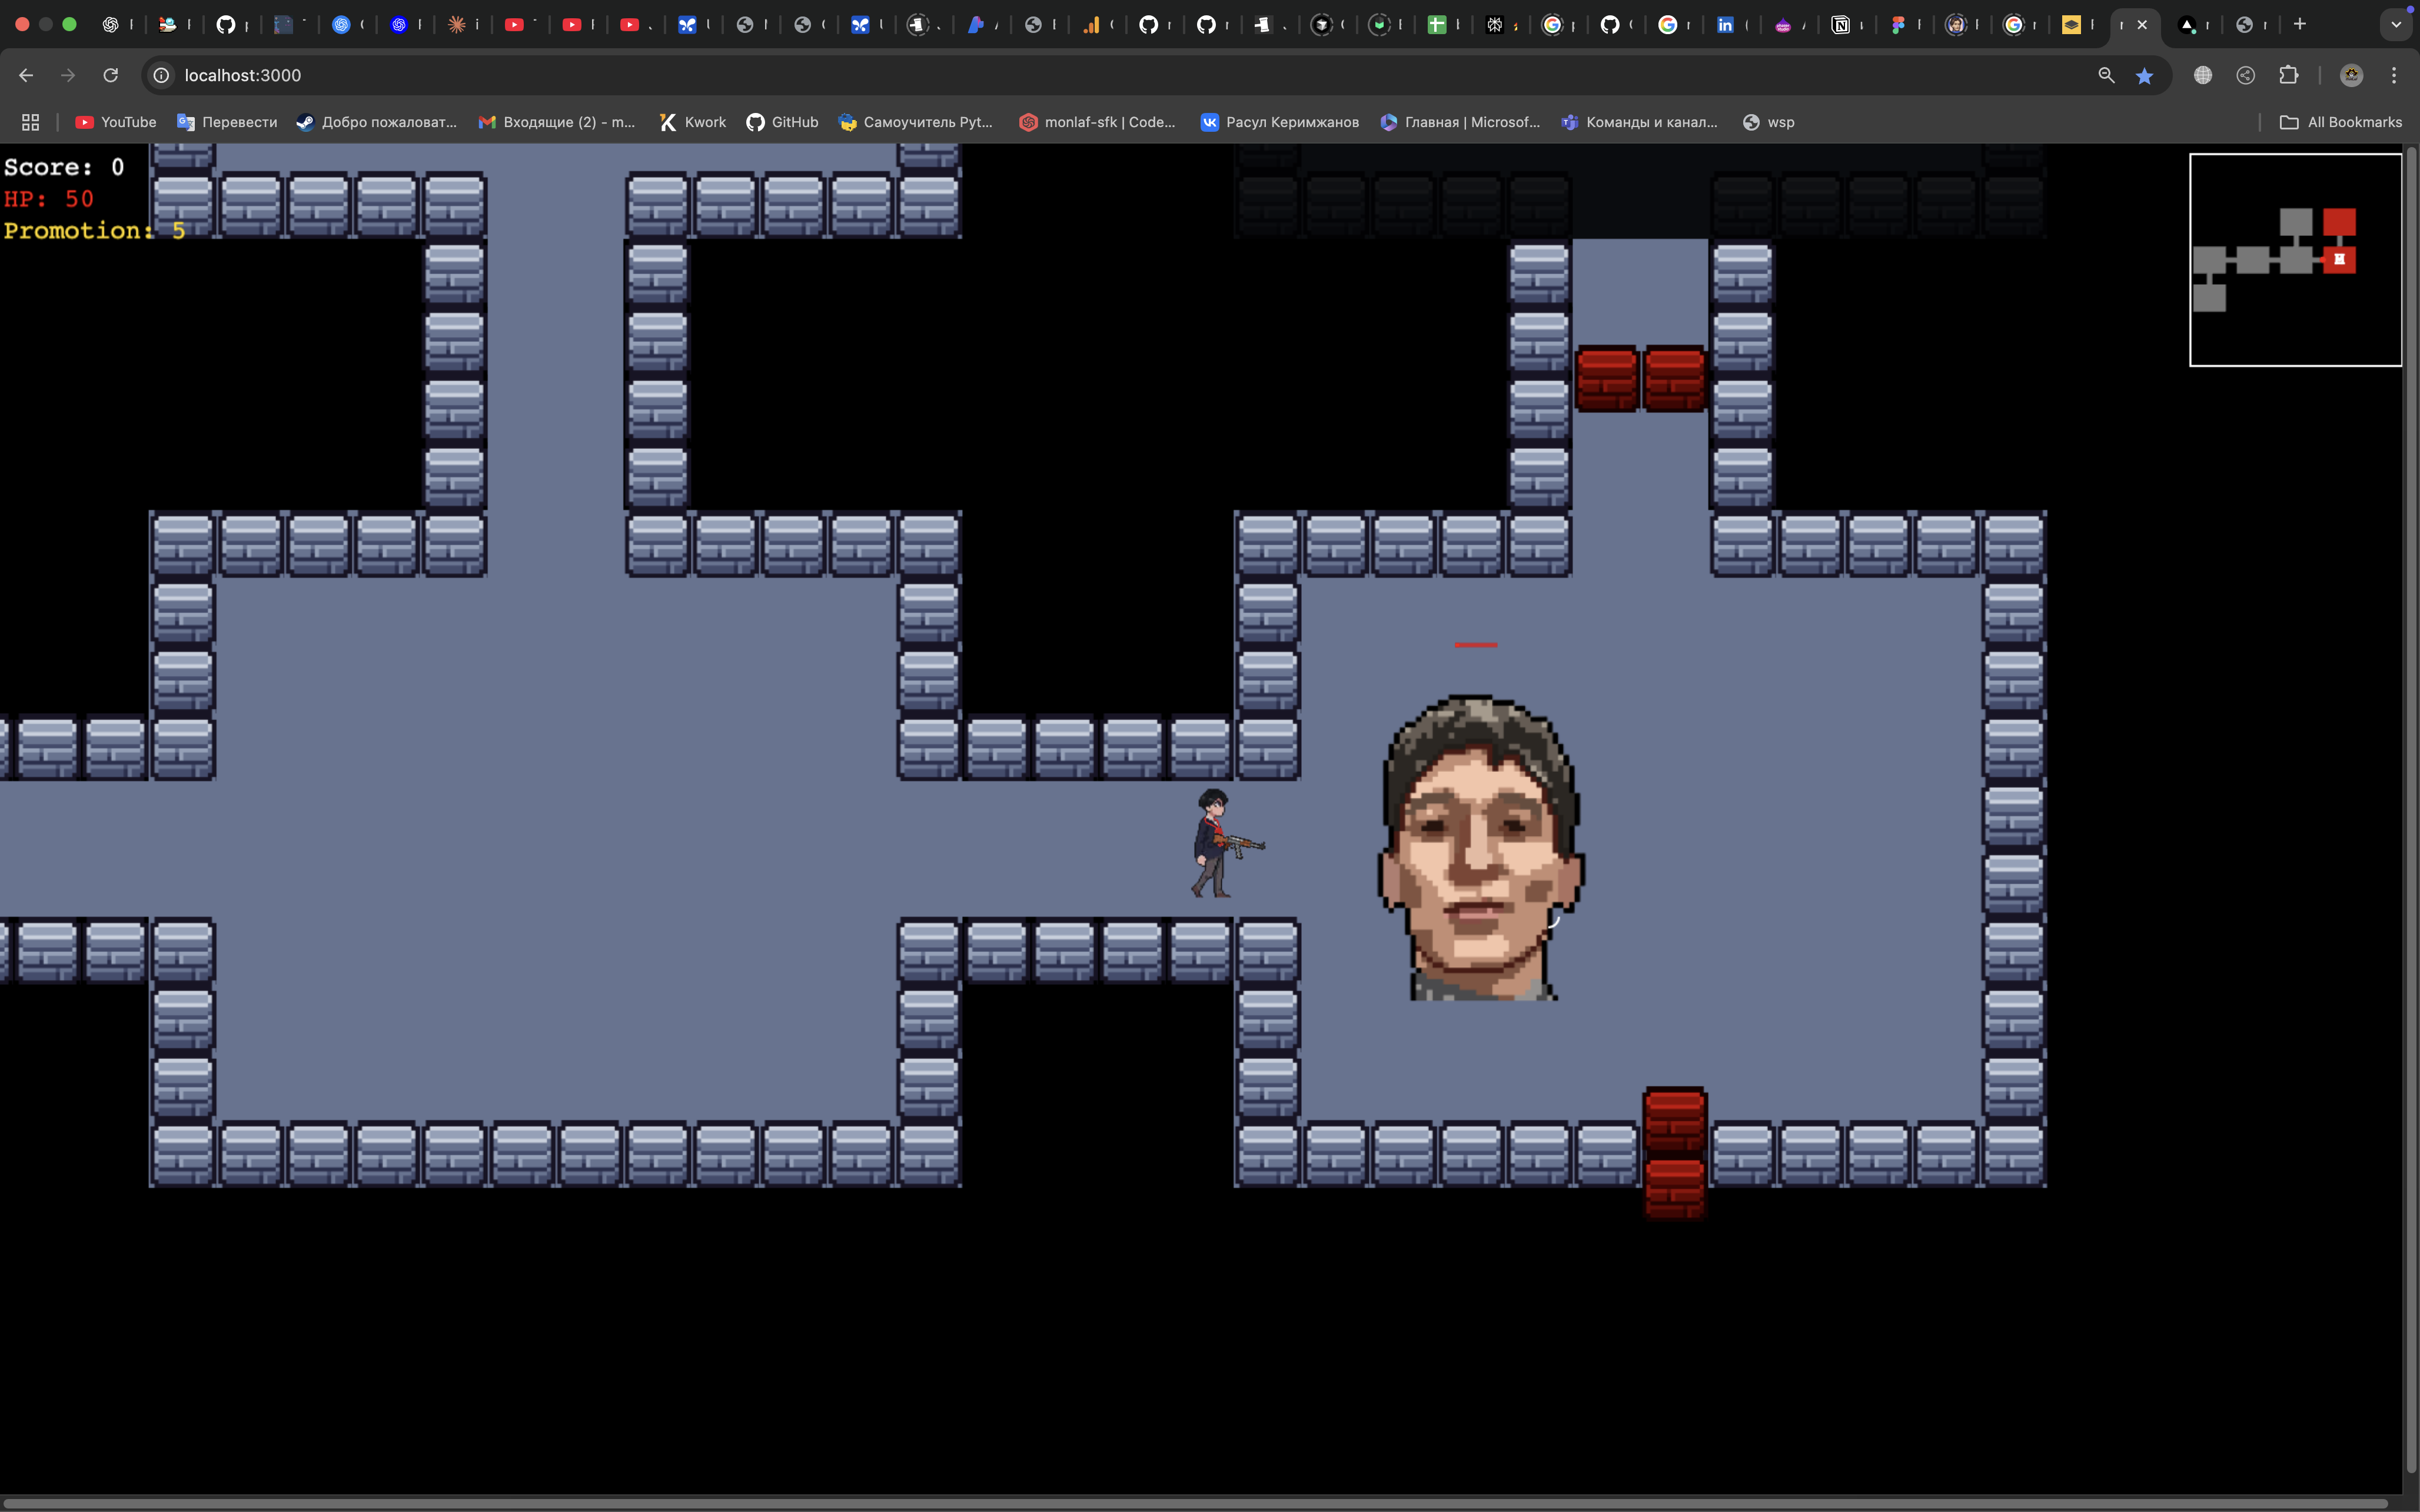 localhost:3000
YouTube
Перевести
Добро пожаловат...
Входящие (2) - m...
Kwork
GitHub
Самоучитель Pyt...
monlaf-sfk | Code...
Расул Керимжанов
Главная | Microsof...
Команды и канал...
wsp
All Bookmarks
Score: 0
HP: 50
Promotion: 5